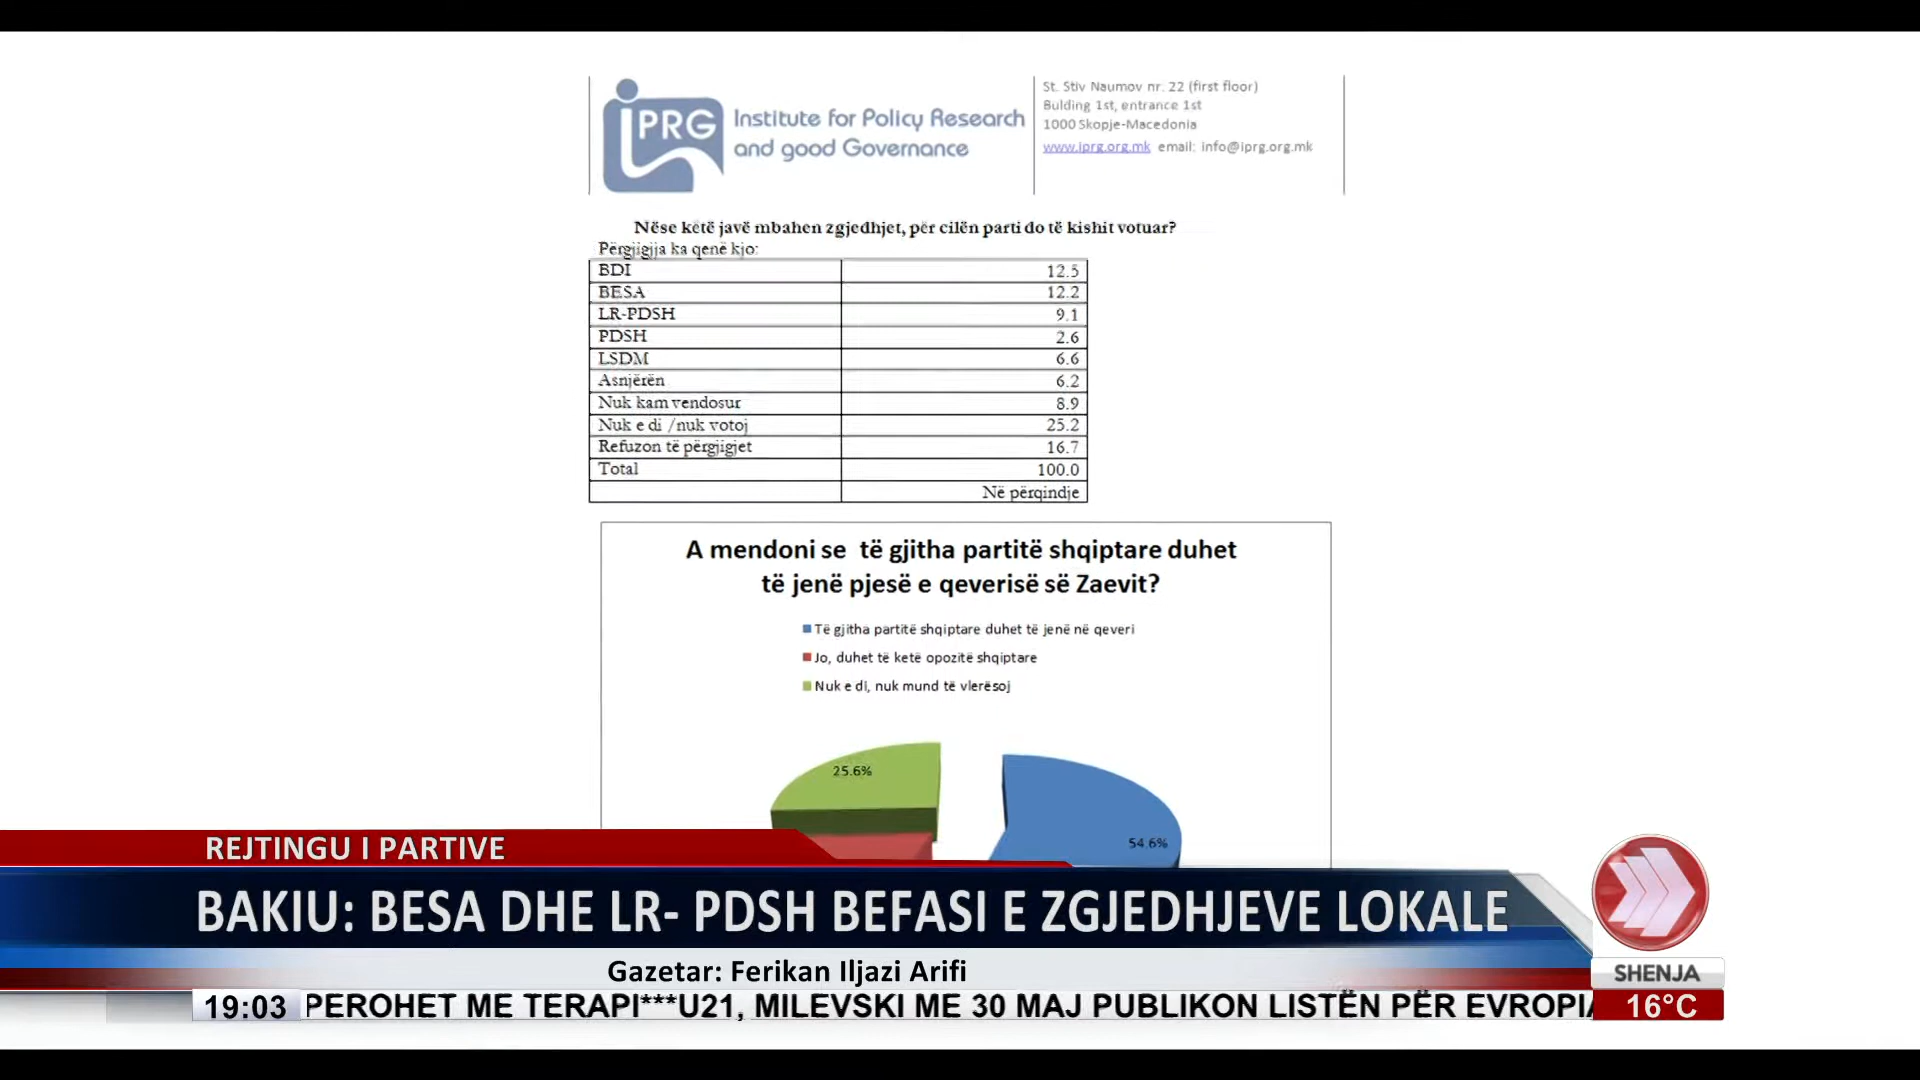 iPRG
Institute for Policy Research
and good Governance
St. Stiv Naumov nr. 22 (first floor)
Bulding 1st, entrance 1st
1000 Skopje-Macedonia
www.iprg.org.mk email: info@iprg.org.mk
Nëse këtë javë mbahen zgjedhjet, për cilën parti do të kishit votuar?
Përgjigjja ka qenë kjo:
BDI 12.5
BESA 12.2
LR-PDSH 9.1
PDSH 2.6
LSDM 6.6
Asnjërën 6.2
Nuk kam vendosur 8.9
Nuk e di /nuk votoj 25.2
Refuzon të përgjigjet 16.7
Total 100.0
Në përqindje
A mendoni se të gjitha partitë shqiptare duhet
të jenë pjesë e qeverisë së Zaevit?
Të gjitha partitë shqiptare duhet të jenë në qeveri
Jo, duhet të ketë opozitë shqiptare
Nuk e di, nuk mund të vlerësoj
25.6%
54.6%
REJTINGU I PARTIVE
BAKIU: BESA DHE LR- PDSH BEFASI E ZGJEDHJEVE LOKALE
Gazetar: Ferikan Iljazi Arifi
SHENJA
19:03 PEROHET ME TERAPI***U21, MILEVSKI ME 30 MAJ PUBLIKON LISTËN PËR EVROPIA 16°C